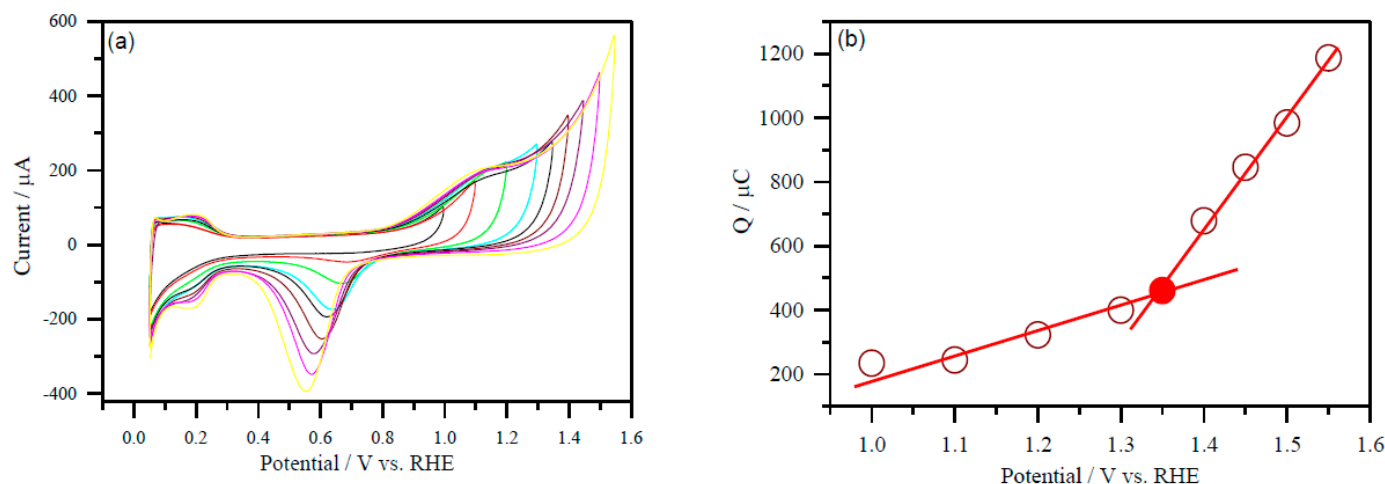 (a)
Current / μA
600
400
200
0
-200
-400
0.0 0.2 0.4 0.6 0.8 1.0 1.2 1.4 1.6
Potential / V vs. RHE
(b)
Q / μC
1200
1000
800
600
400
200
1.0 1.1 1.2 1.3 1.4 1.5 1.6
Potential / V vs. RHE